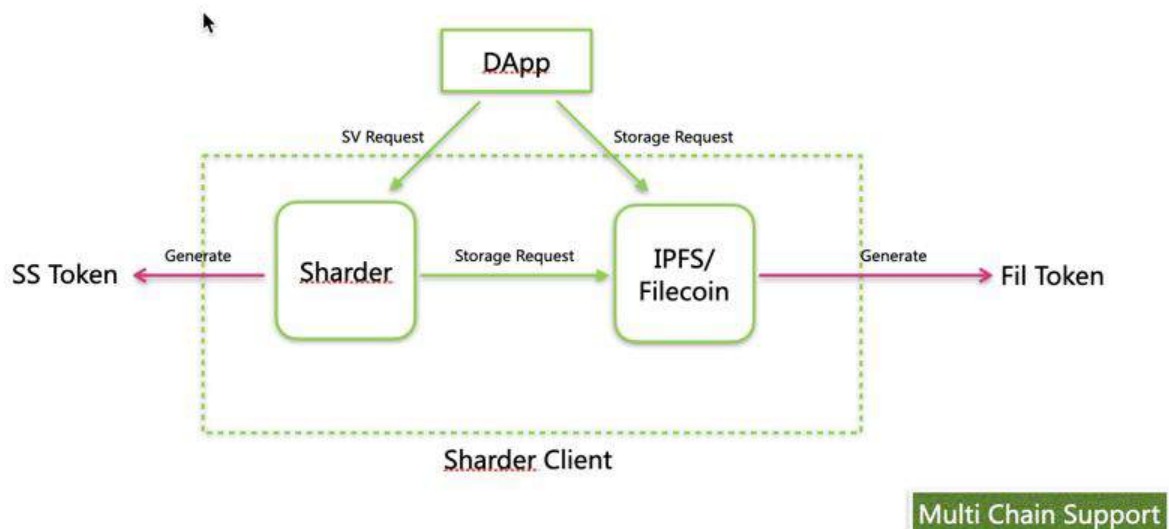 DApp
SV Request
Storage Request
Generate
Storage Request
Generate
SS Token
Sharder
IPFS/
Filecoin
Fil Token
Sharder Client
Multi Chain Support